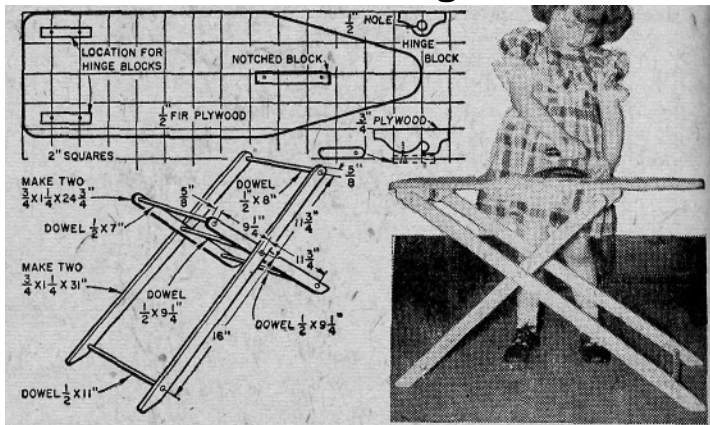 1/2" HOLE
HINGE
BLOCK
LOCATION FOR
HINGE BLOCKS
NOTCHED BLOCK
1/2" FIR PLYWOOD
3/4" PLYWOOD
2" SQUARES
5/8
MAKE TWO
3/4 X 1 1/4 X 24 3/4"
5/8"
DOWEL
1/2" X 8"
DOWEL 1/2 X 7"
9 1/4"
11 3/4"
11 3/4"
MAKE TWO
3/4 X 1 1/4 X 31"
DOWEL
1/2 X 9 1/4"
DOWEL 1/2 X 9 1/4"
16"
DOWEL 1/2 X 11"